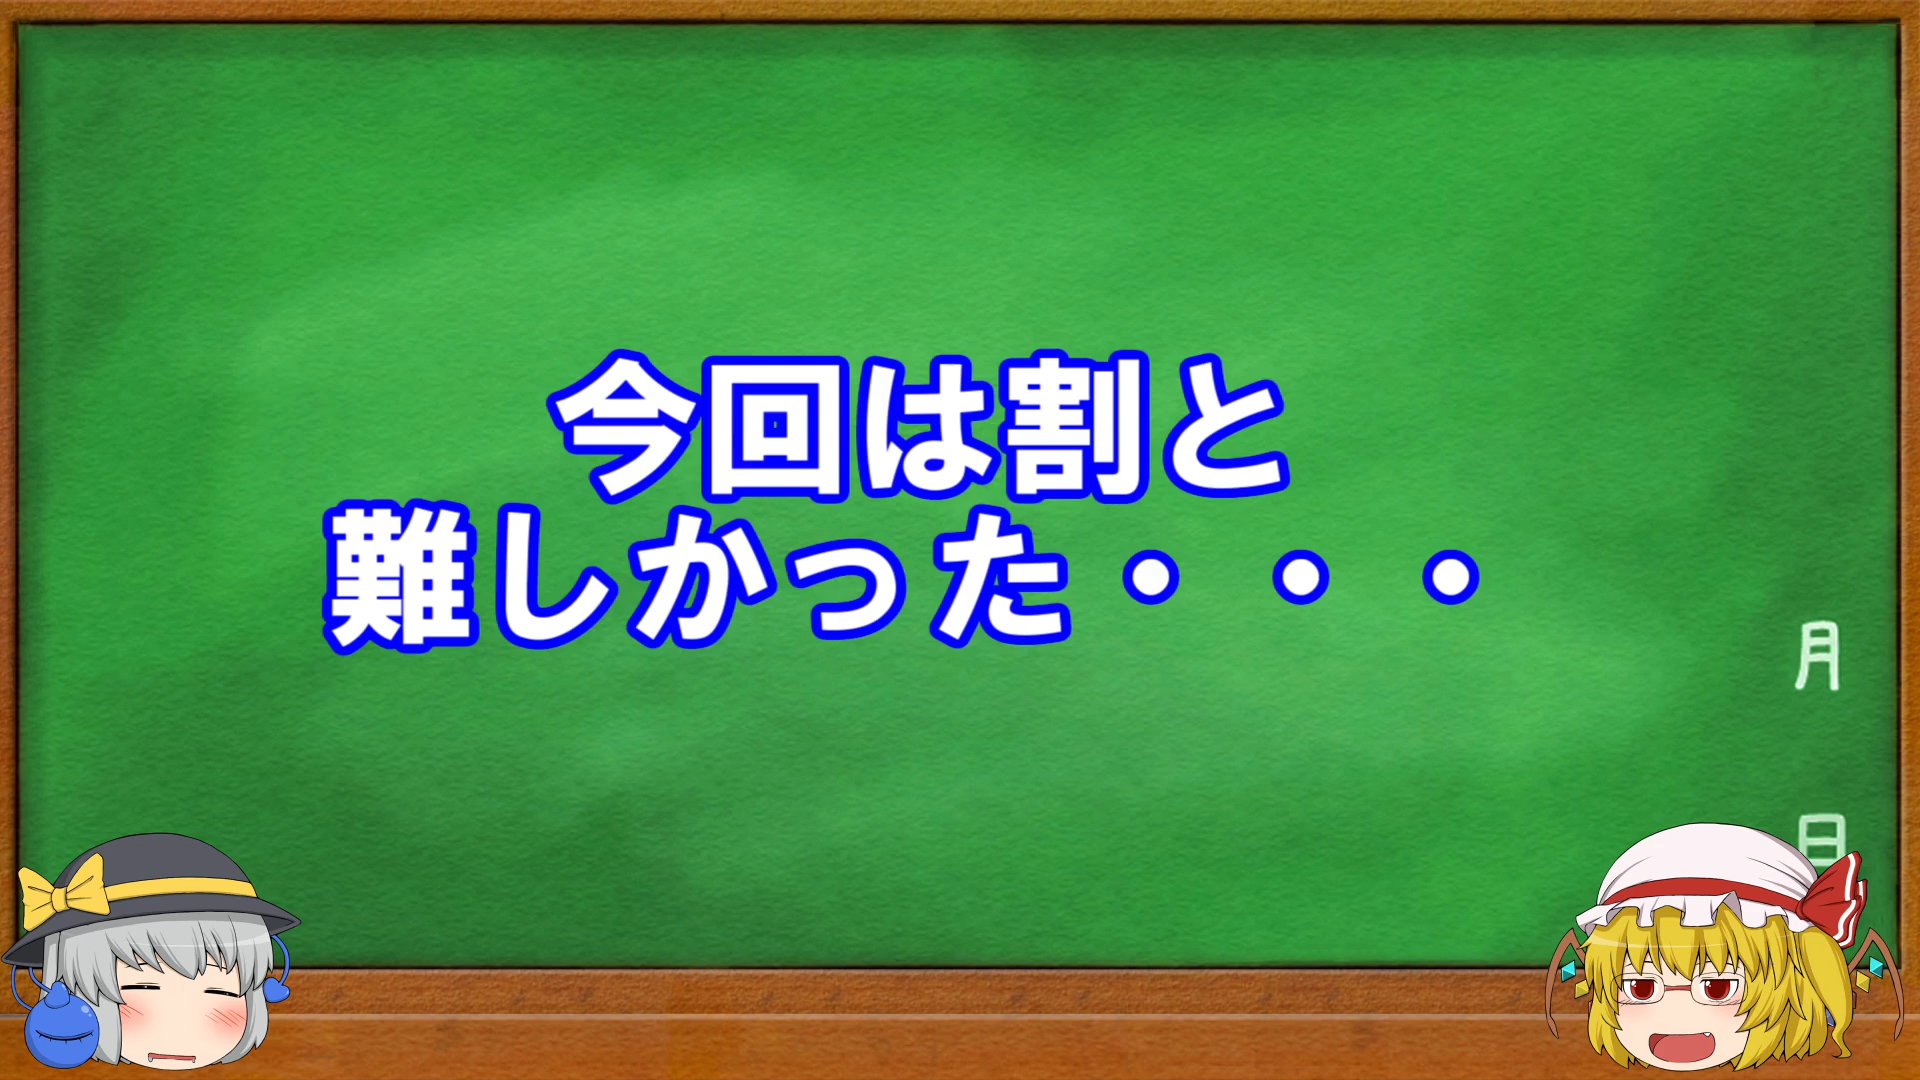 今回は割と
難しかった・・・
月
日